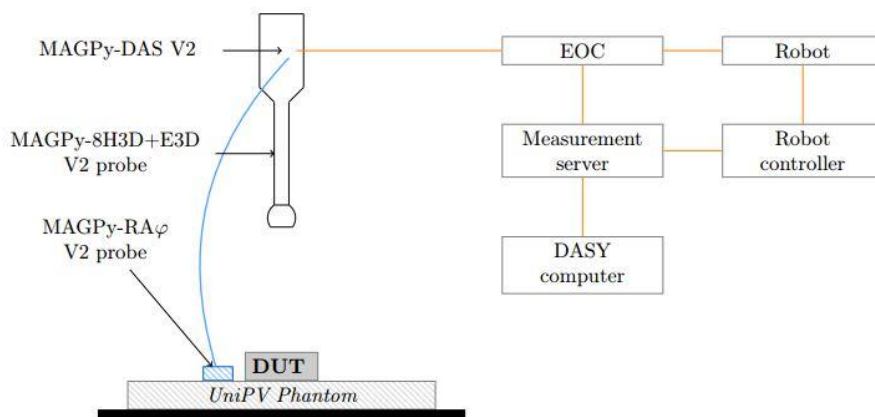 MAGPy-DAS V2
EOC
Robot
MAGPy-8H3D+E3D
V2 probe
Measurement
server
Robot
controller
MAGPy-RAφ
V2 probe
DASY
computer
DUT
UniPV Phantom